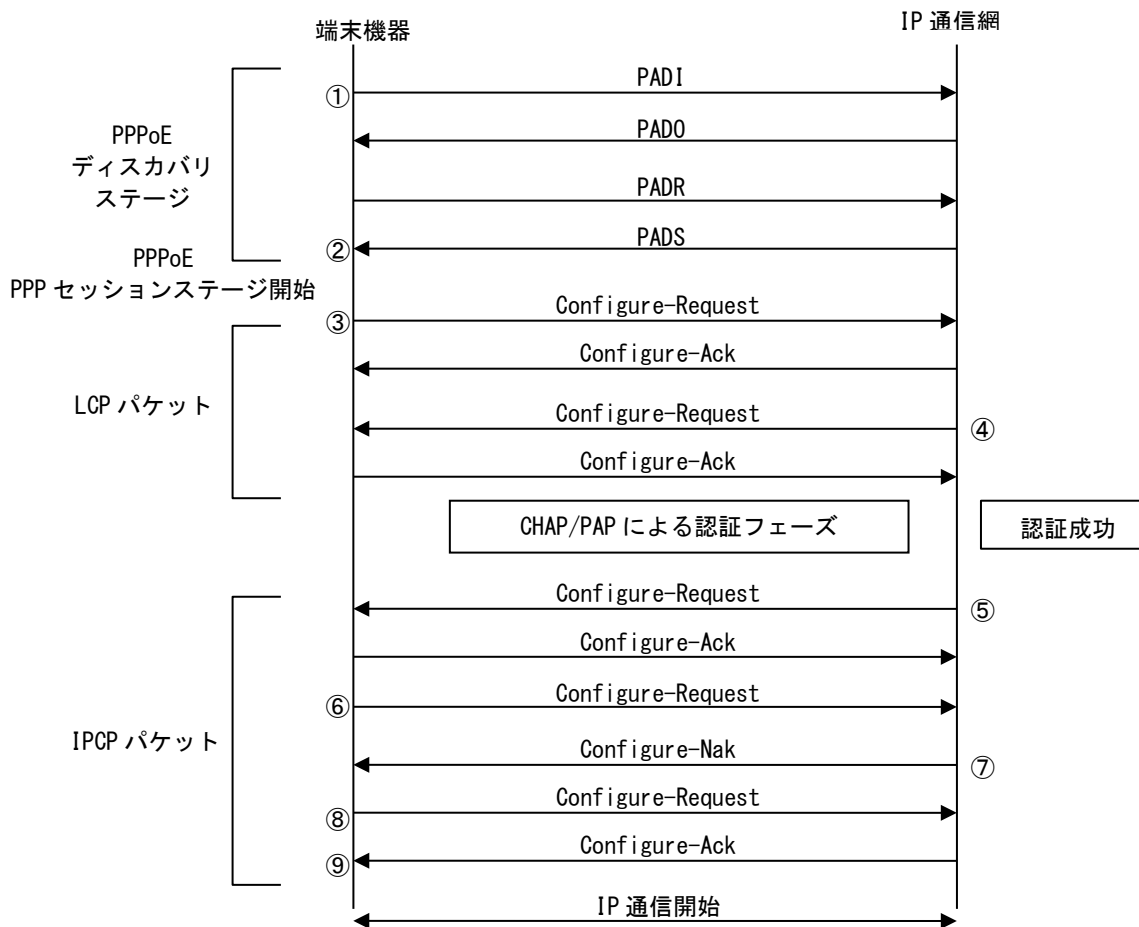 端末機器
IP 通信網
PPPoE
ディスカバリ
ステージ
①
PADI
PADO
PADR
②
PADS
PPPoE
PPP セッションステージ開始
LCP パケット
③
Configure-Request
Configure-Ack
Configure-Request
④
Configure-Ack
CHAP/PAP による認証フェーズ
認証成功
IPCP パケット
Configure-Request
⑤
Configure-Ack
⑥
Configure-Request
Configure-Nak
⑦
⑧
Configure-Request
⑨
Configure-Ack
IP 通信開始